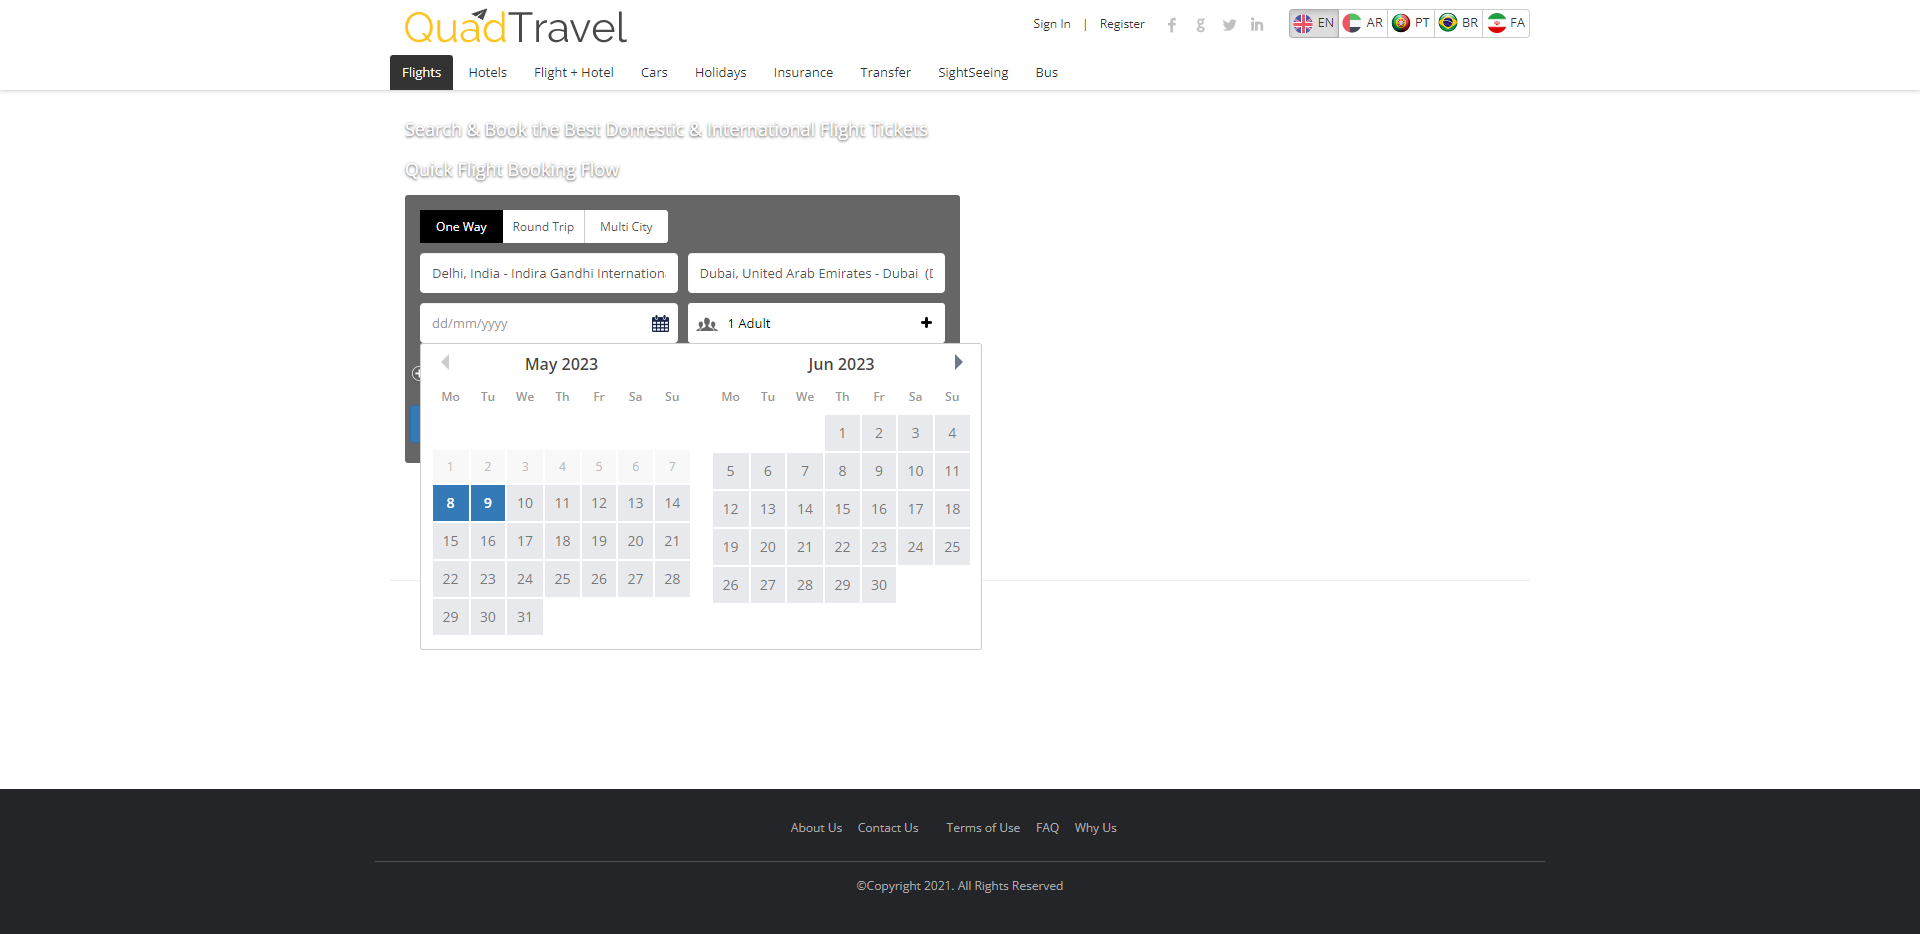 QuadTravel
Sign In | Register
EN AR PT BR FA
Flights Hotels Flight + Hotel Cars Holidays Insurance Transfer SightSeeing Bus
Search & Book the Best Domestic & International Flight Tickets
Quick Flight Booking Flow
One Way Round Trip Multi City
Delhi, India - Indira Gandhi Internation Dubai, United Arab Emirates - Dubai (D
dd/mm/yyyy 1 Adult
May 2023 Jun 2023
Mo Tu We Th Fr Sa Su Mo Tu We Th Fr Sa Su
1 2 3 4
1 2 3 4 5 6 7 5 6 7 8 9 10 11
8 9 10 11 12 13 14 12 13 14 15 16 17 18
15 16 17 18 19 20 21 19 20 21 22 23 24 25
22 23 24 25 26 27 28 26 27 28 29 30
29 30 31
About Us Contact Us Terms of Use FAQ Why Us
©Copyright 2021. All Rights Reserved